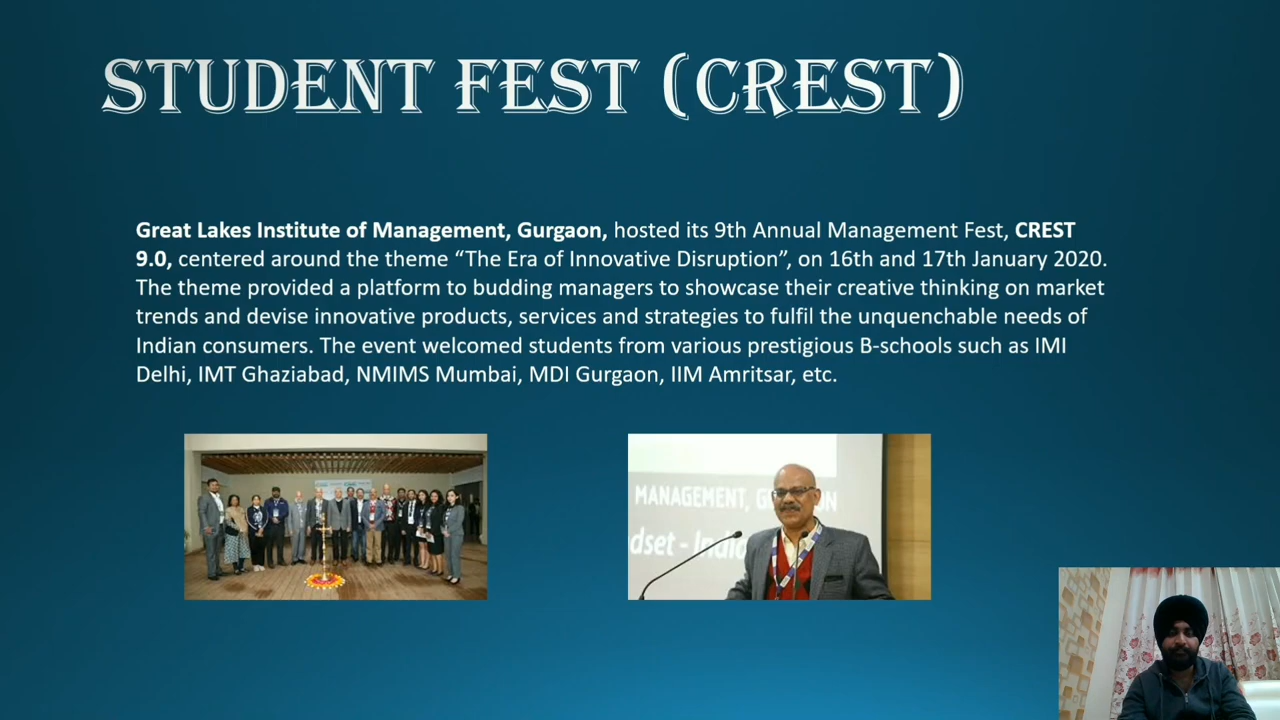 STUDENT FEST (CREST)
Great Lakes Institute of Management, Gurgaon, hosted its 9th Annual Management Fest, CREST
9.0, centered around the theme “The Era of Innovative Disruption”, on 16th and 17th January 2020.
The theme provided a platform to budding managers to showcase their creative thinking on market
trends and devise innovative products, services and strategies to fulfil the unquenchable needs of
Indian consumers. The event welcomed students from various prestigious B-schools such as IMI
Delhi, IMT Ghaziabad, NMIMS Mumbai, MDI Gurgaon, IIM Amritsar, etc.
MANAGEMENT, G
dset - India